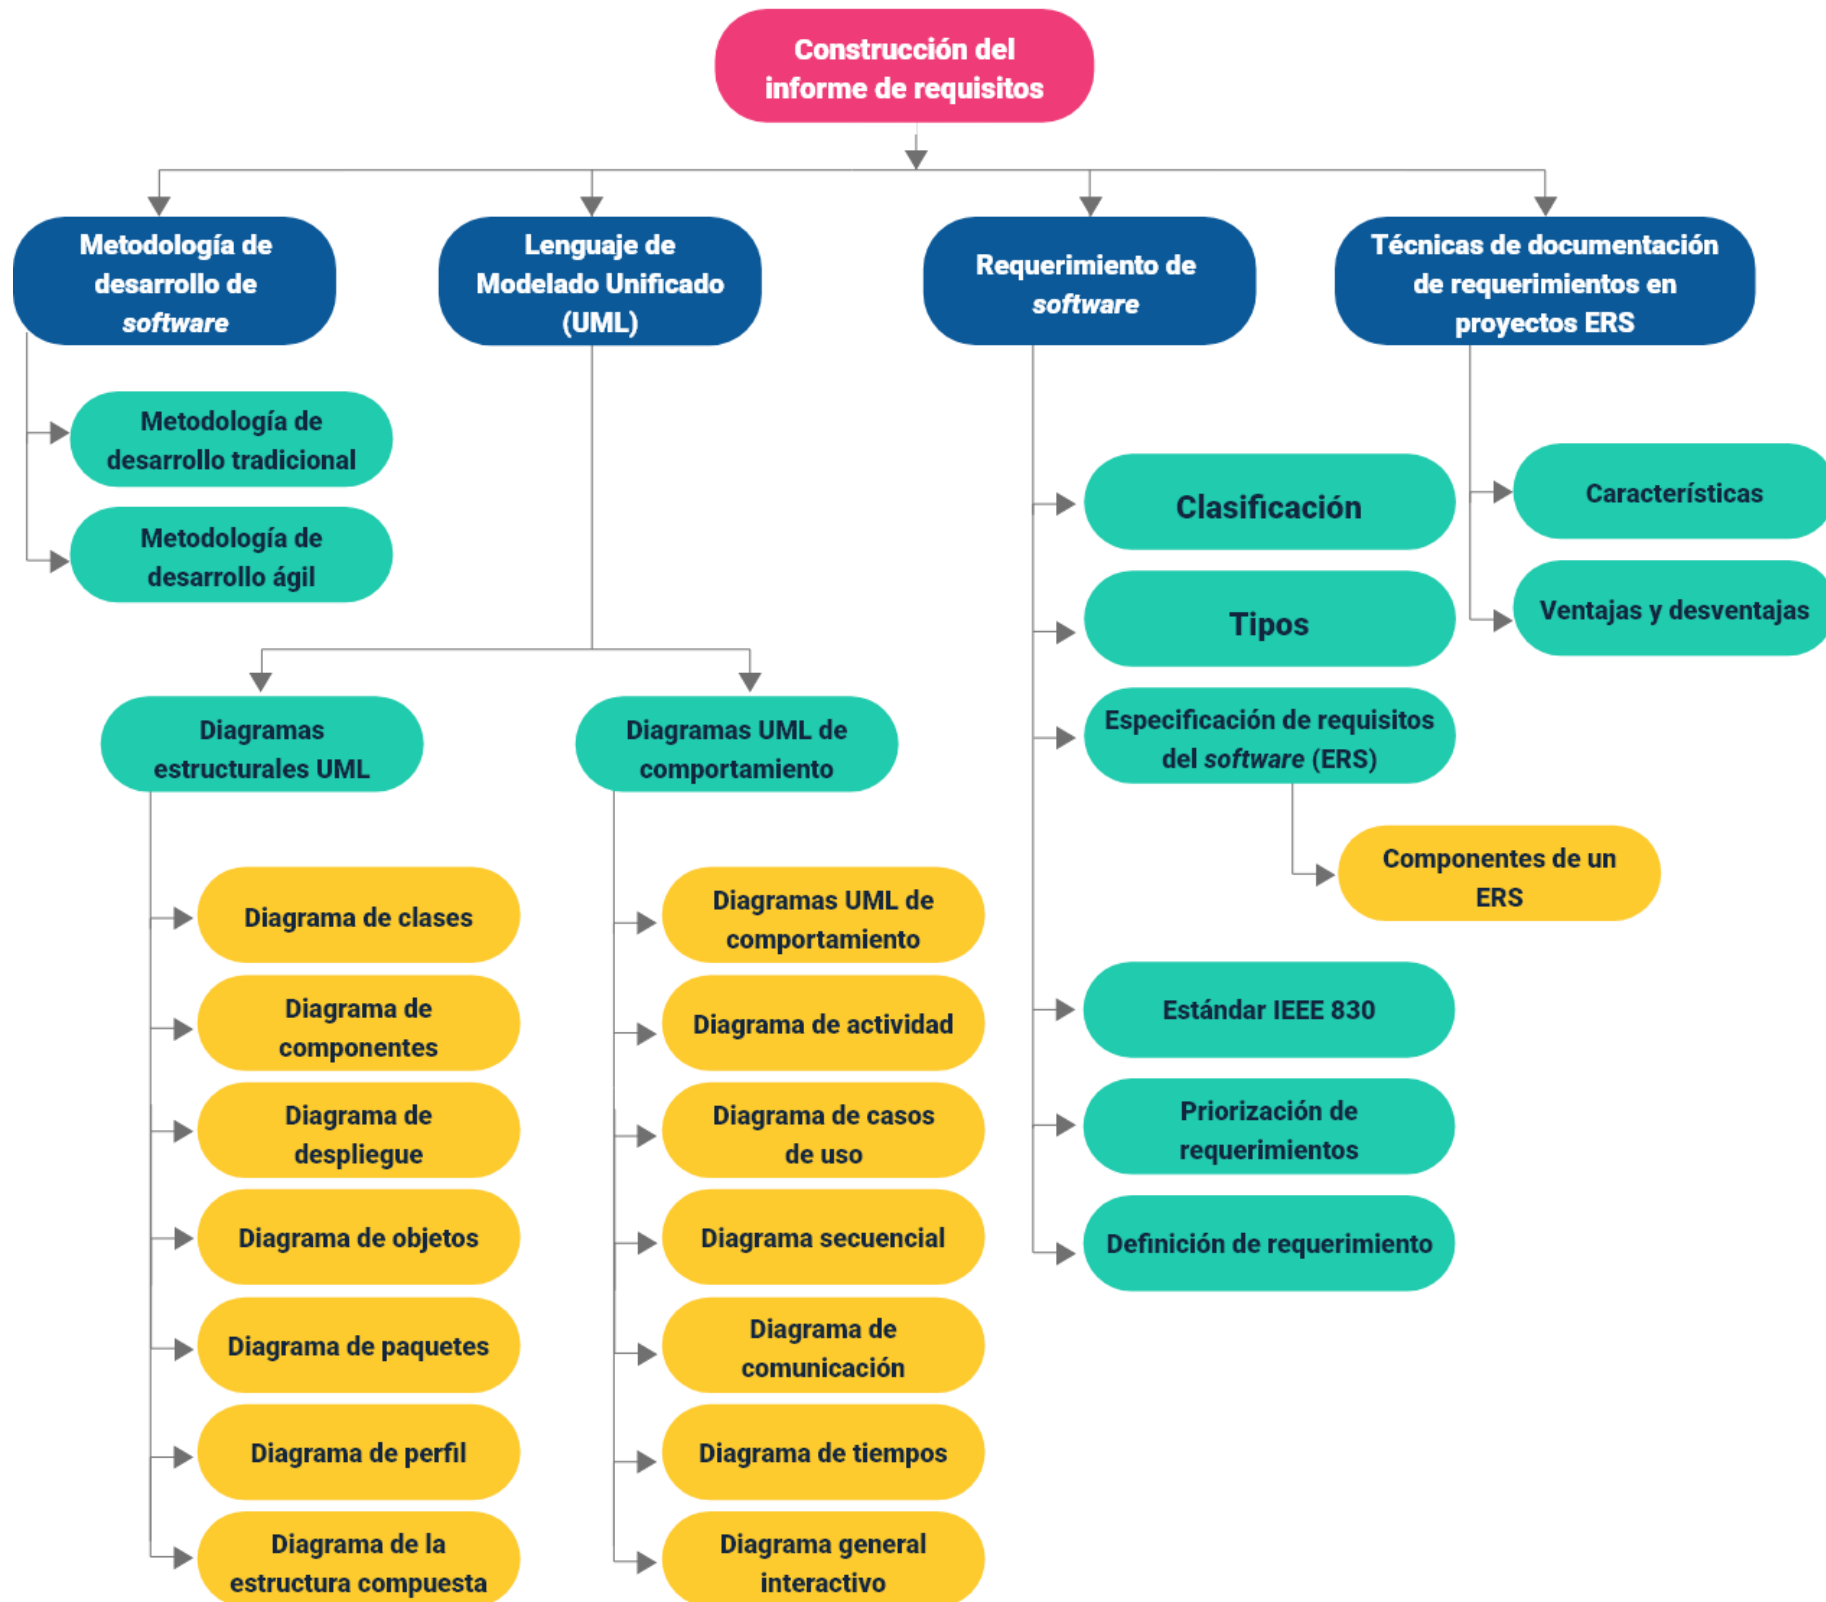 Construcción del
informe de requisitos
Metodología de
desarrollo de
software
Lenguaje de
Modelado Unificado
(UML)
Requerimiento de
software
Técnicas de documentación
de requerimientos en
proyectos ERS
Metodología de
desarrollo tradicional
Metodología de
desarrollo ágil
Diagramas
estructurales UML
Diagrama de clases
Diagrama de
componentes
Diagrama de
despliegue
Diagrama de objetos
Diagrama de paquetes
Diagrama de perfil
Diagrama de la
estructura compuesta
Diagramas UML de
comportamiento
Diagramas UML de
comportamiento
Diagrama de actividad
Diagrama de casos
de uso
Diagrama secuencial
Diagrama de
comunicación
Diagrama de tiempos
Diagrama general
interactivo
Clasificación
Tipos
Especificación de requisitos
del software (ERS)
Componentes de un
ERS
Estándar IEEE 830
Priorización de
requerimientos
Definición de requerimiento
Características
Ventajas y desventajas